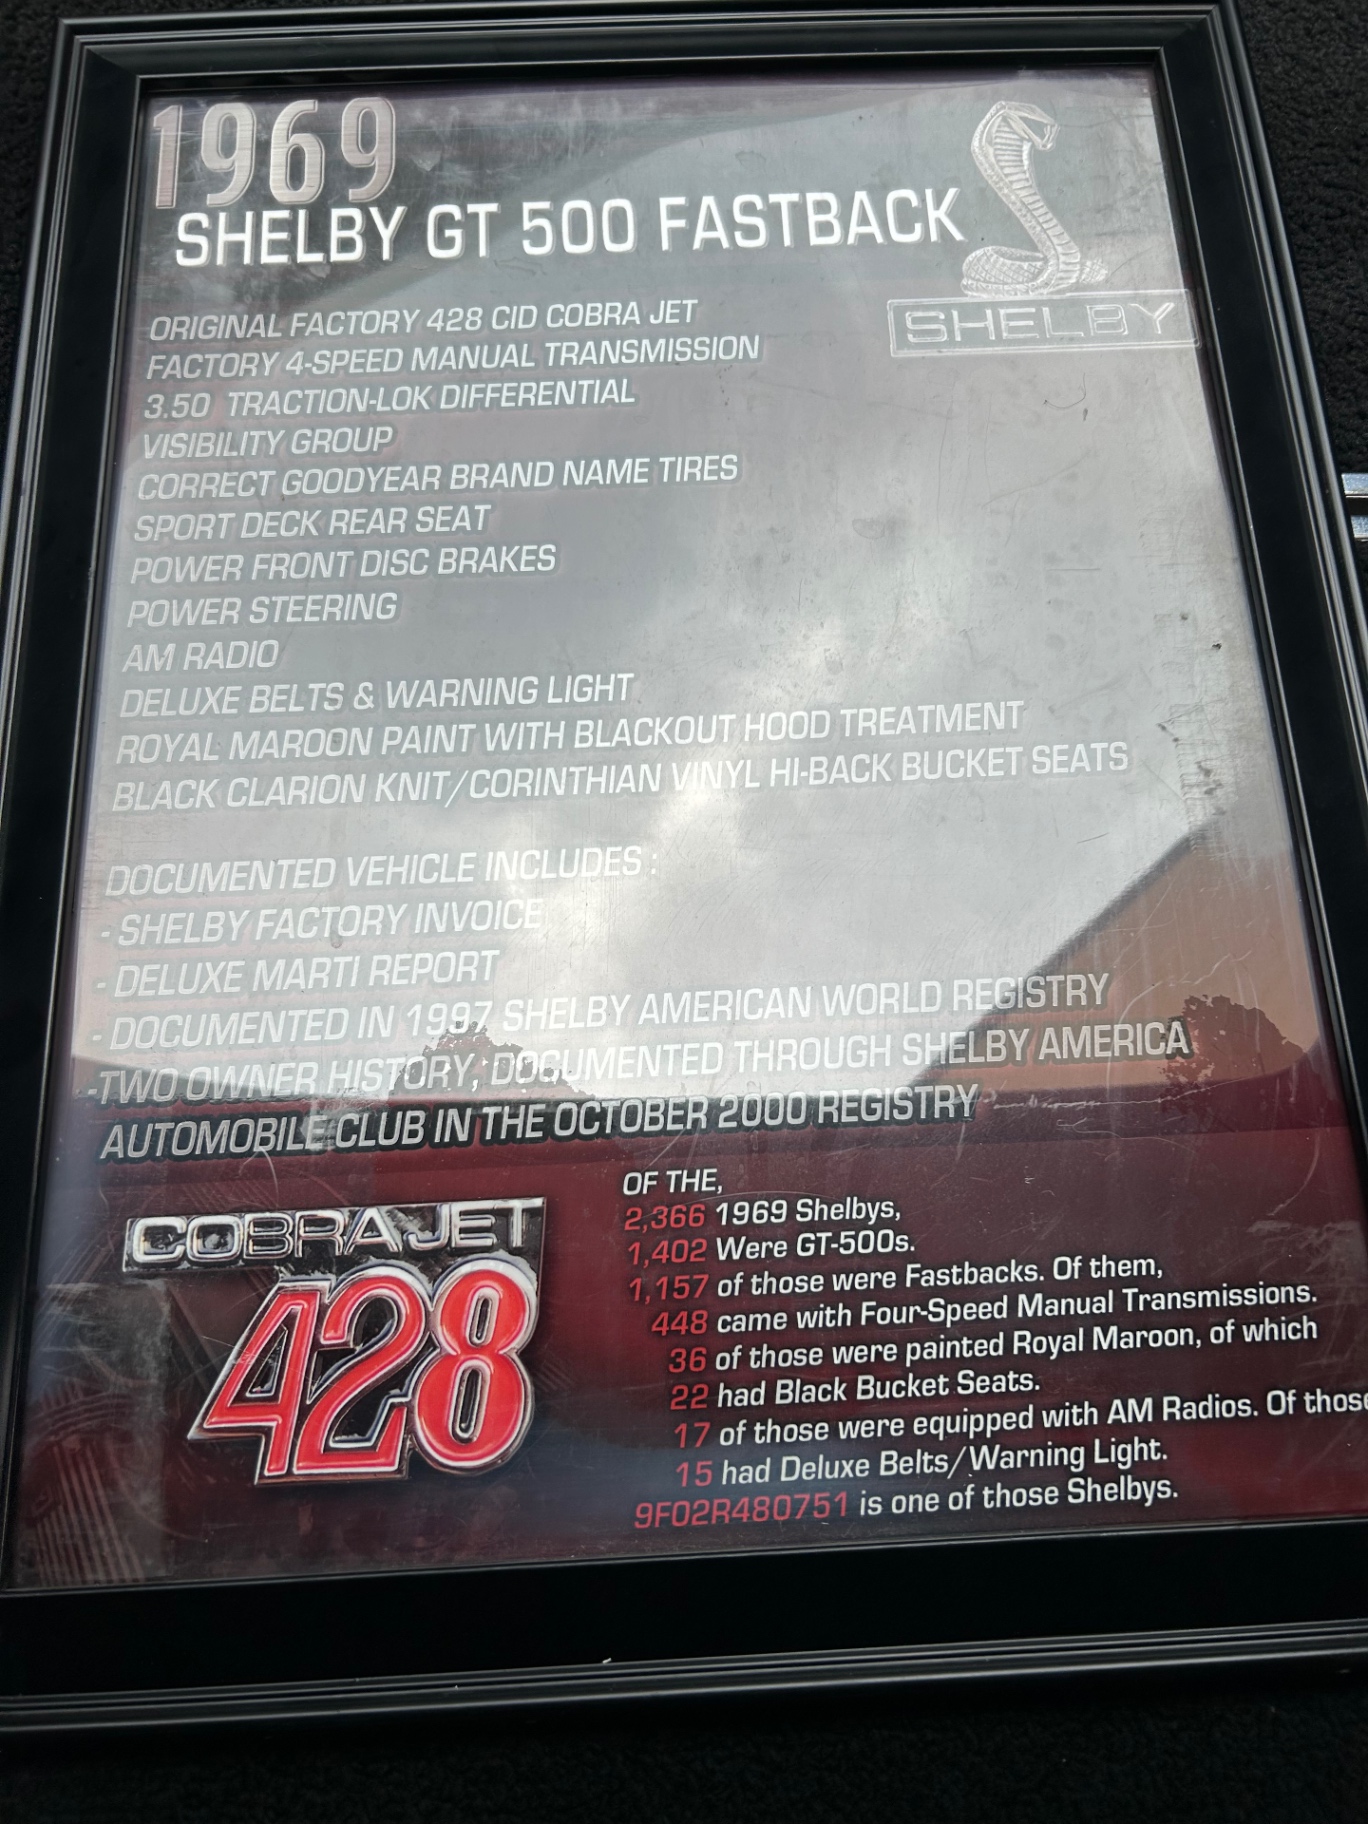 1969
SHELBY GT 500 FASTBACK
SHELBY
ORIGINAL FACTORY 428 CID COBRA JET
FACTORY 4-SPEED MANUAL TRANSMISSION
3.50 TRACTION-LOK DIFFERENTIAL
VISIBILITY GROUP
CORRECT GOODYEAR BRAND NAME TIRES
SPORT DECK REAR SEAT
POWER FRONT DISC BRAKES
POWER STEERING
AM RADIO
DELUXE BELTS & WARNING LIGHT
ROYAL MAROON PAINT WITH BLACKOUT HOOD TREATMENT
BLACK CLARION KNIT/CORINTHIAN VINYL HI-BACK BUCKET SEATS
DOCUMENTED VEHICLE INCLUDES :
- SHELBY FACTORY INVOICE
- DELUXE MARTI REPORT
- DOCUMENTED IN 1997 SHELBY AMERICAN WORLD REGISTRY
-TWO OWNER HISTORY, DOCUMENTED THROUGH SHELBY AMERICA
AUTOMOBILE CLUB IN THE OCTOBER 2000 REGISTRY
COBRA JET
428
OF THE,
2,366 1969 Shelbys,
1,402 Were GT-500s.
1,157 of those were Fastbacks. Of them,
448 came with Four-Speed Manual Transmissions.
36 of those were painted Royal Maroon, of which
22 had Black Bucket Seats.
17 of those were equipped with AM Radios. Of those
15 had Deluxe Belts/Warning Light.
9F02R480751 is one of those Shelbys.